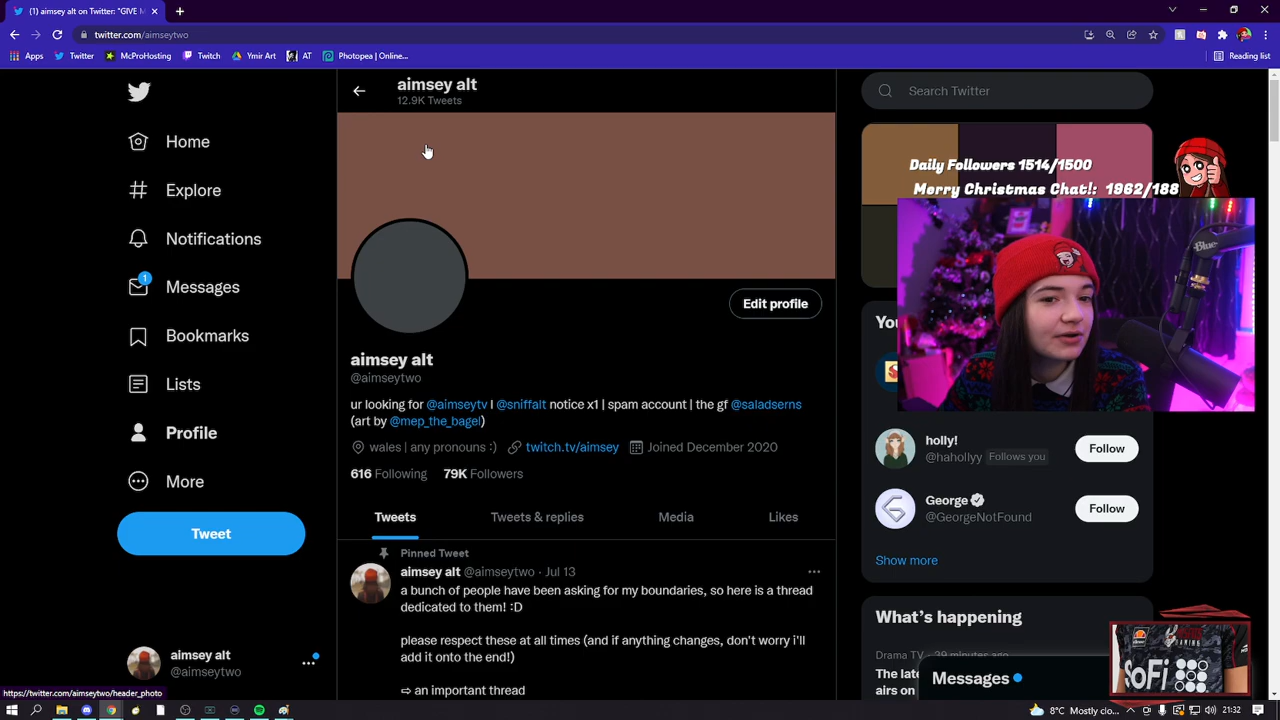 (1) aimsey alt on Twitter: "GIVE M
twitter.com/aimseytwo
Apps
Twitter
McProHosting
Twitch
Ymir Art
AT
Photopea | Online...
Reading list
aimsey alt
12.9K Tweets
Search Twitter
Home
Explore
Notifications
1
Messages
Bookmarks
Lists
Profile
More
Tweet
Daily Followers 1514/1500
Merry Christmas Chat!: 1962/188
Blue
Edit profile
aimsey alt
@aimseytwo
ur looking for @aimseytv l @sniffalt notice x1 | spam account | the gf @saladserns
(art by @mep_the_bagel)
wales | any pronouns :) twitch.tv/aimsey Joined December 2020
616 Following 79K Followers
Tweets
Tweets & replies
Media
Likes
Pinned Tweet
aimsey alt @aimseytwo · Jul 13
a bunch of people have been asking for my boundaries, so here is a thread
dedicated to them! :D
please respect these at all times (and if anything changes, don't worry i'll
add it onto the end!)
⇨ an important thread
You
holly!
@hahollyy Follows you
Follow
George
@GeorgeNotFound
Follow
Show more
What's happening
Drama TV · 39 minutes ago
The late
airs on
Messages
SoFi
aimsey alt
@aimseytwo
https://twitter.com/aimseytwo/header_photo
8°C Mostly clo...
21:32